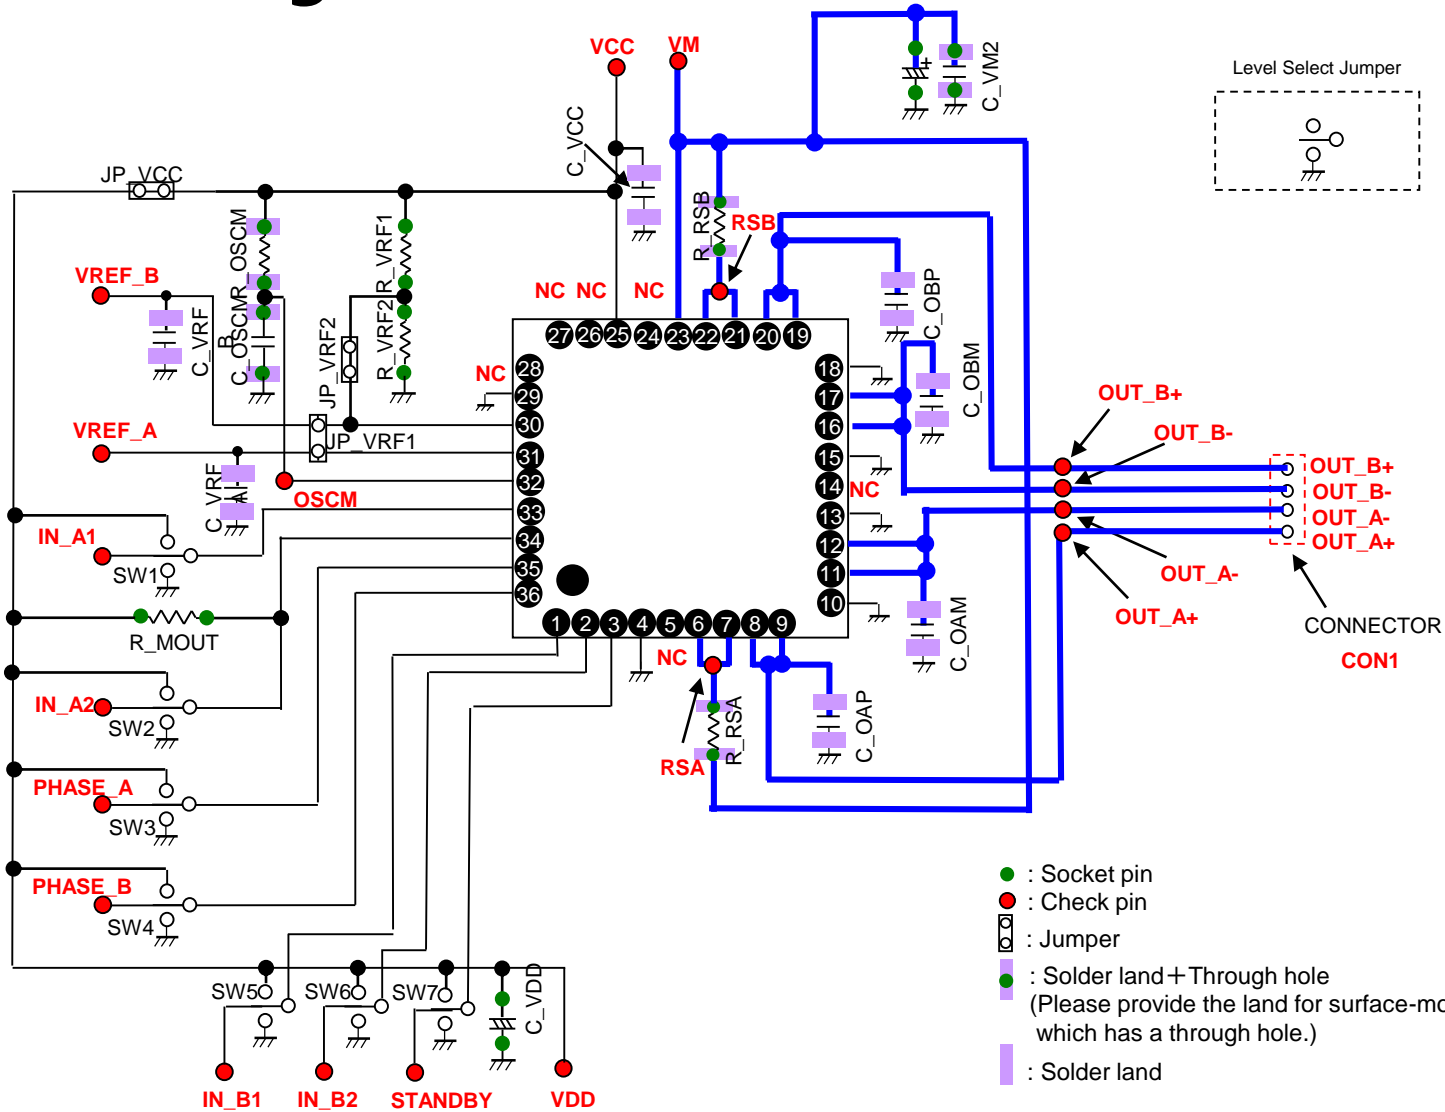 VCC
VM
C_VM2
Level Select Jumper
C_VCC
JP_VCC
R_OSCM
R_VRF1
R_RSB
RSB
VREF_B
NC
NC
NC
C_OBP
C_VRF
B
C_OSCM
JP_VRF2
R_VRF2
27
26
25
24
23
22
21
20
19
NC
28
29
30
31
32
33
34
35
36
18
17
16
15
14
13
12
11
10
C_OBM
NC
OUT_B+
OUT_B-
VREF_A
JP_VRF1
C_VRF
A
OSCM
OUT_B+
OUT_B-
OUT_A-
OUT_A+
IN_A1
SW1
OUT_A-
OUT_A+
R_MOUT
1
2
3
4
5
6
7
8
9
C_OAM
CONNECTOR
CON1
NC
IN_A2
SW2
R_RSA
C_OAP
RSA
PHASE_A
SW3
PHASE_B
SW4
: Socket pin
: Check pin
: Jumper
: Solder land＋Through hole
(Please provide the land for surface-mo
which has a through hole.)
: Solder land
SW5
SW6
SW7
C_VDD
IN_B1
IN_B2
STANDBY
VDD